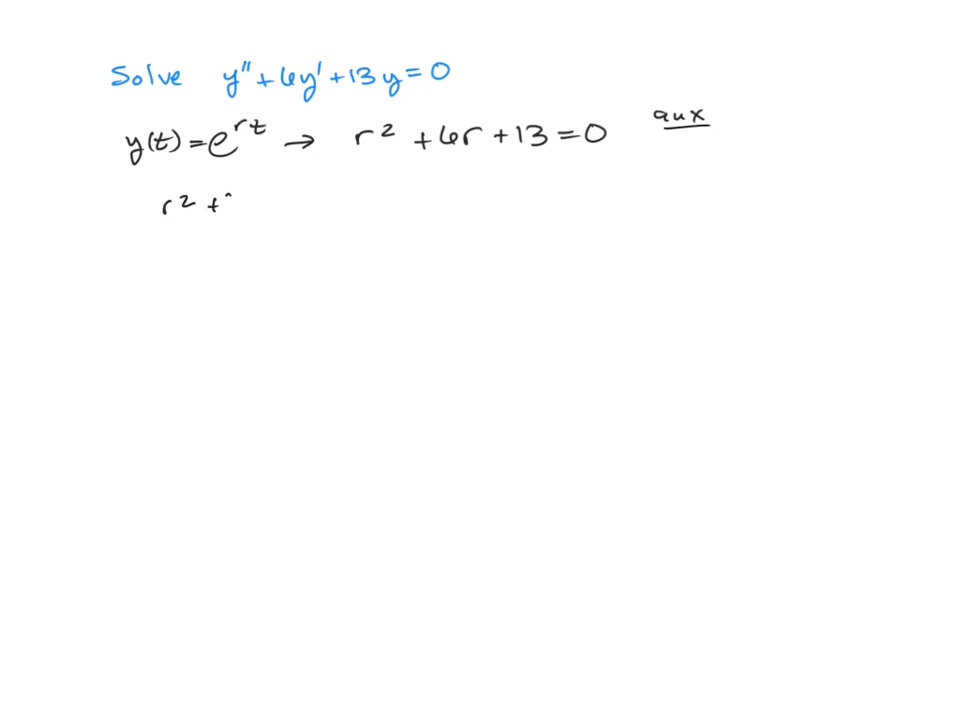 Solve y'' + 6y' + 13y = 0
y(t) = e^{rt} → r² + 6r + 13 = 0 aux
r² +